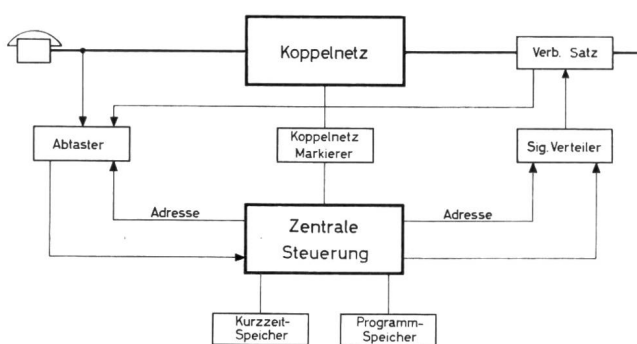 Koppelnetz
Verb. Satz
Abtaster
Koppelnetz
Markierer
Sig. Verteiler
Adresse
Zentrale
Steuerung
Adresse
Kurzzeit-
Speicher
Programm-
Speicher